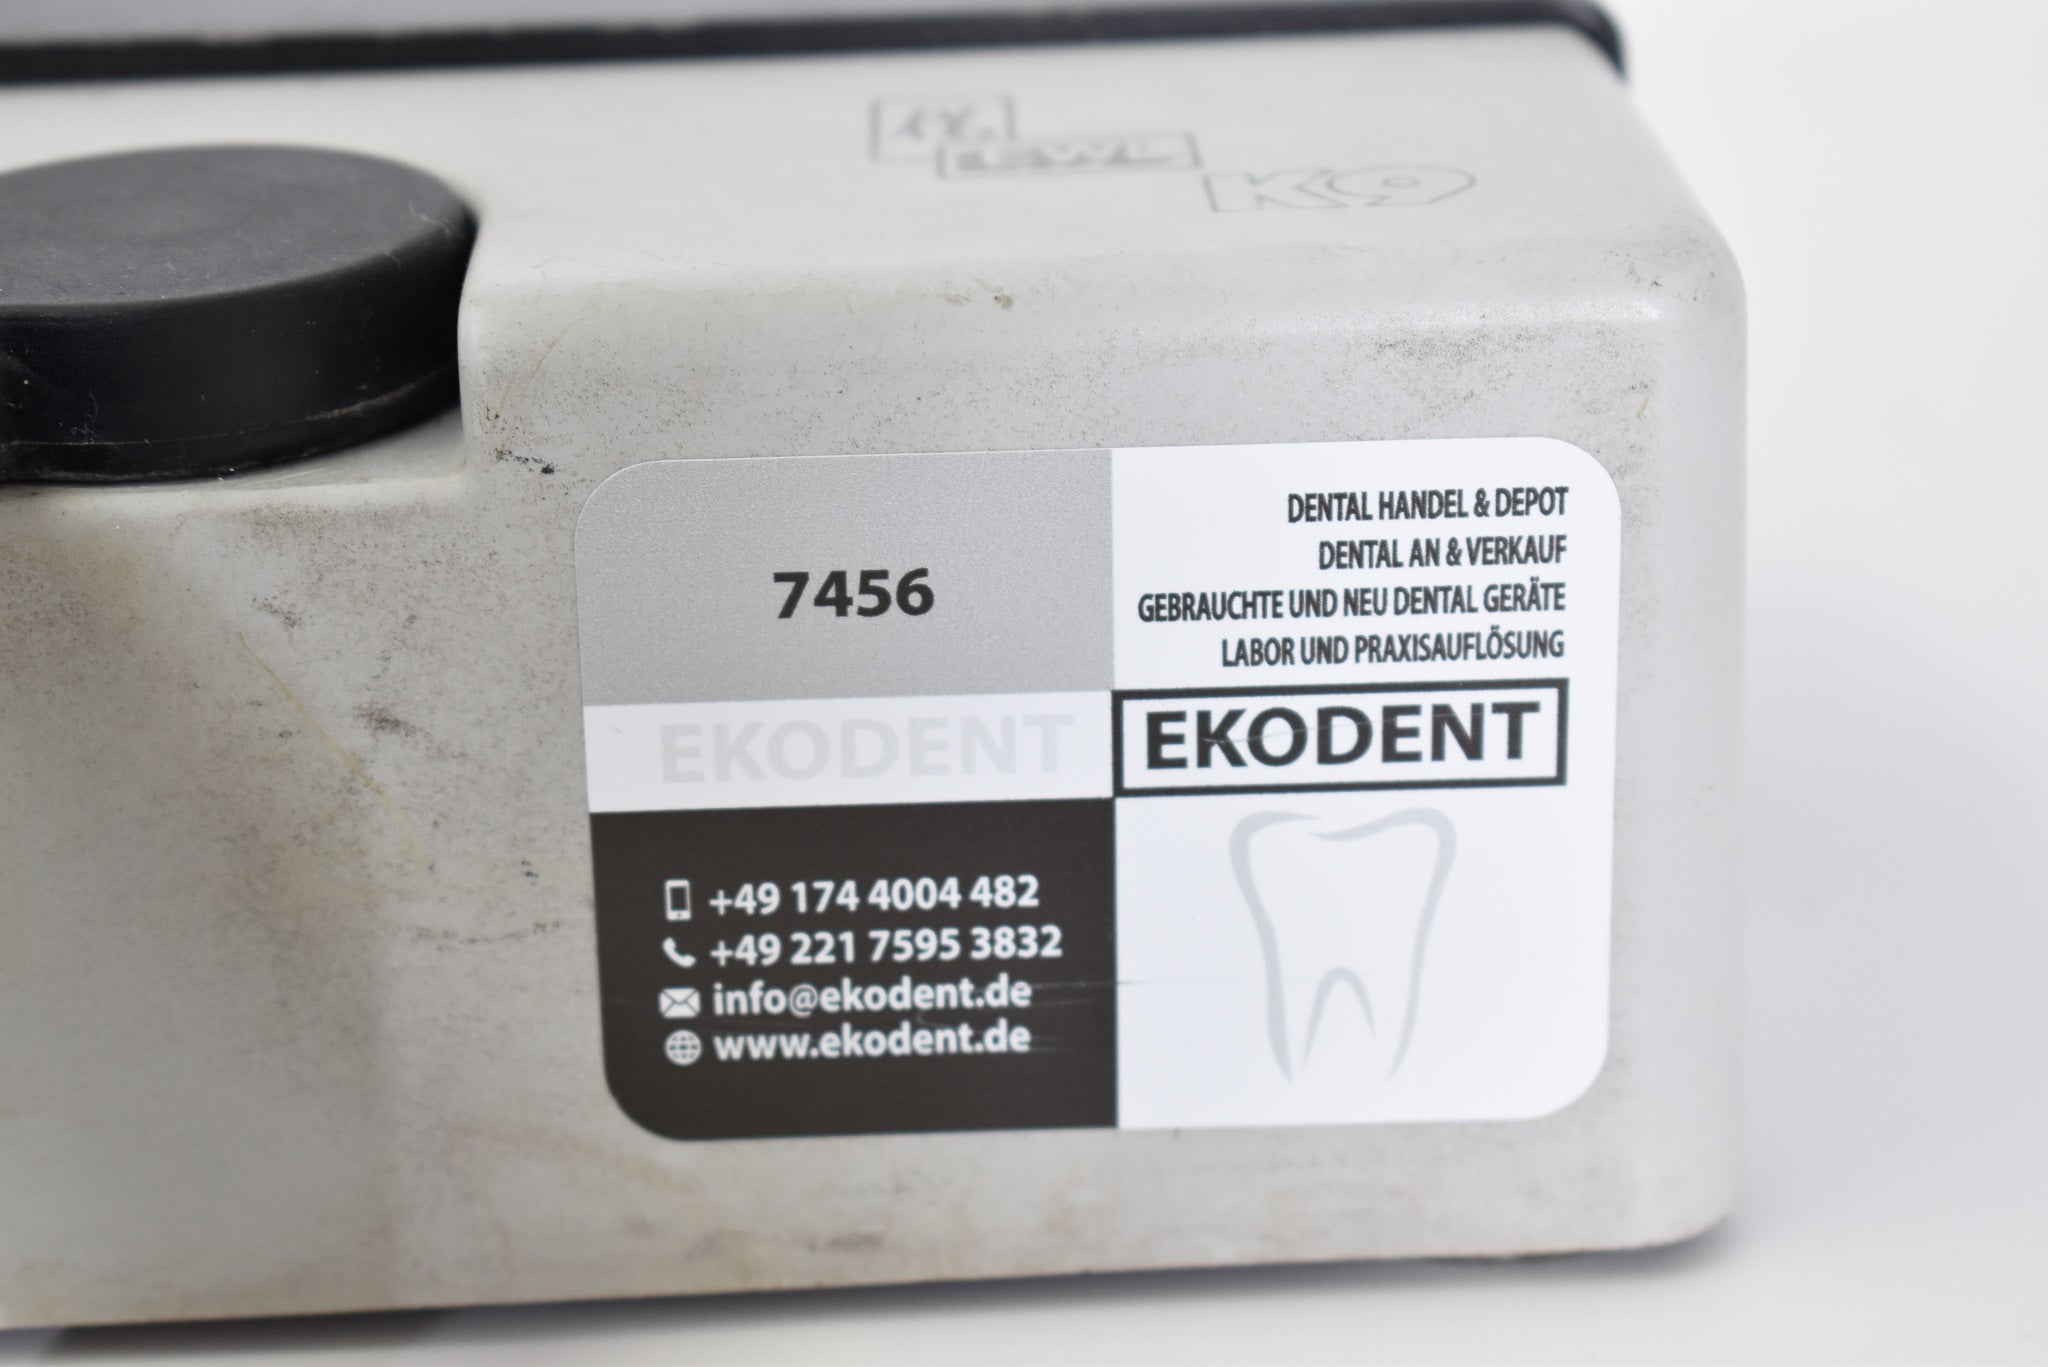 EWL
K9
7456
DENTAL HANDEL & DEPOT
DENTAL AN & VERKAUF
GEBRAUCHTE UND NEU DENTAL GERÄTE
LABOR UND PRAXISAUFLÖSUNG
EKODENT
EKODENT
+49 174 4004 482
+49 221 7595 3832
info@ekodent.de
www.ekodent.de